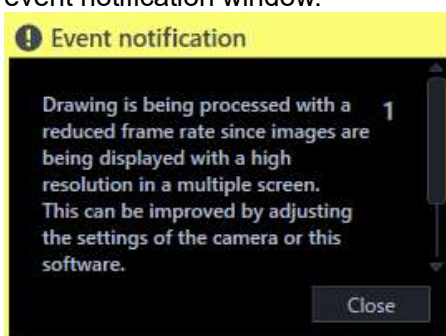 event notification window.
Event notification
Drawing is being processed with a 1
reduced frame rate since images are
being displayed with a high
resolution in a multiple screen.
This can be improved by adjusting
the settings of the camera or this
software.
Close